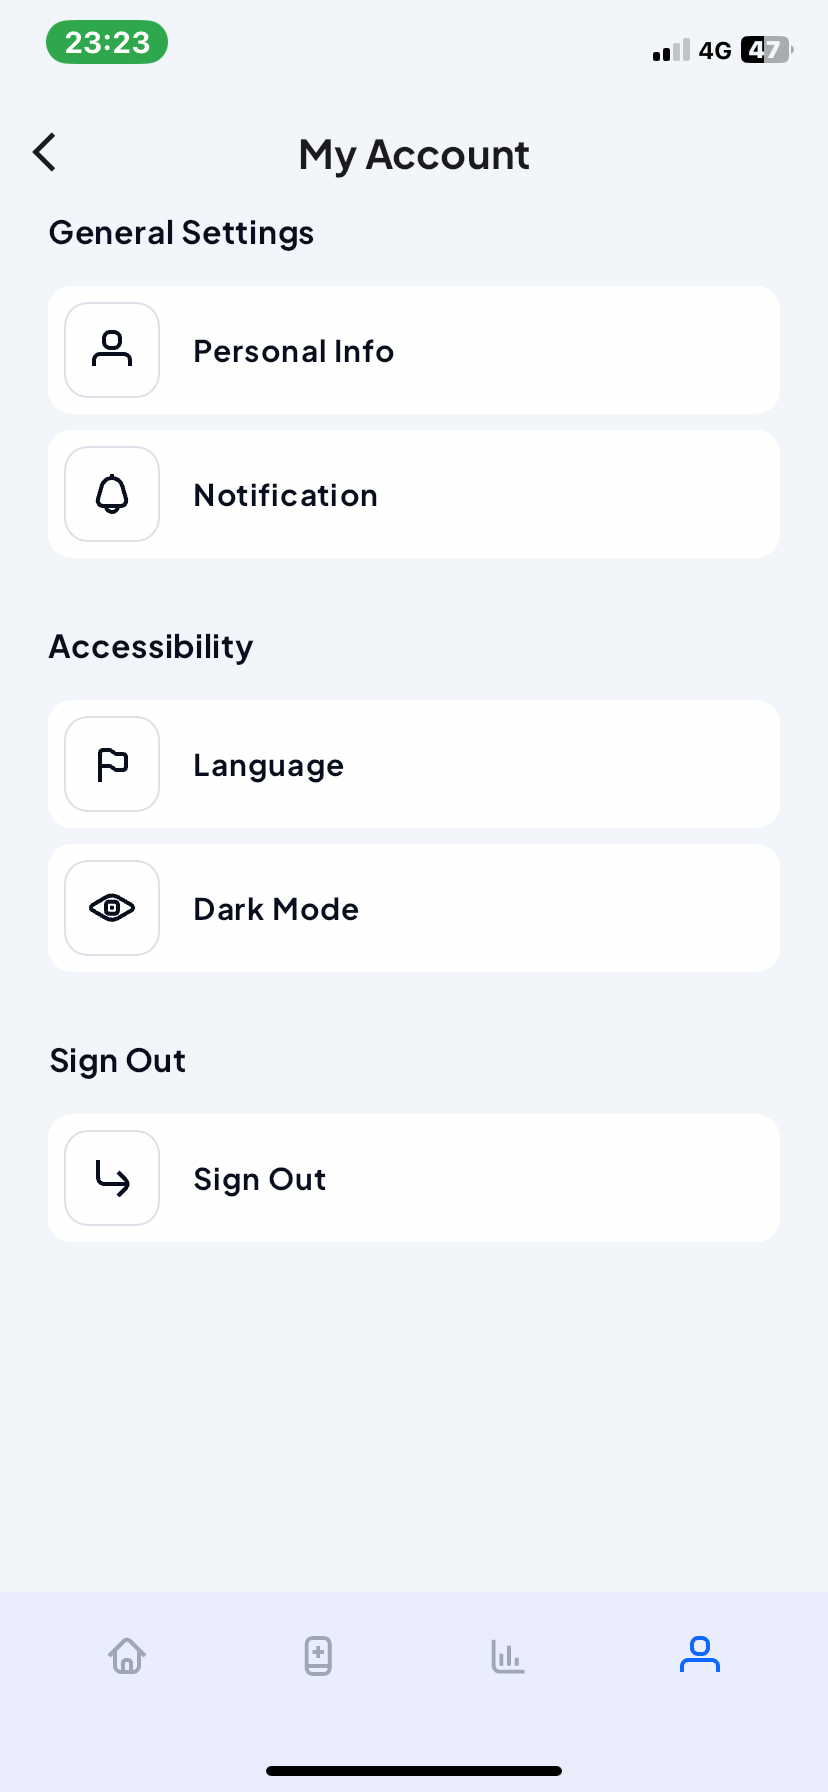 23:23
4G 47
My Account
General Settings
Personal Info
Notification
Accessibility
Language
Dark Mode
Sign Out
Sign Out